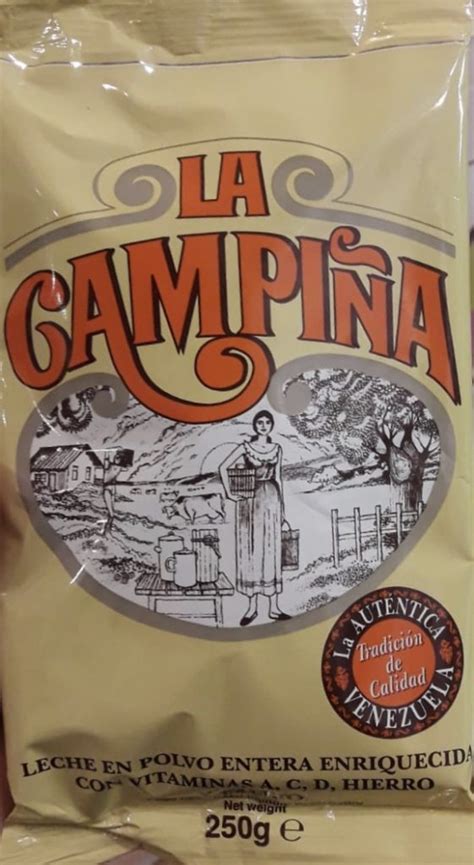 LA
CAMPIÑA
La AUTENTICA
Tradición
de
Calidad
VENEZUELA
LECHE EN POLVO ENTERA ENRIQUECIDA
CON VITAMINAS A, C, D, HIERRO
Net weight
250g e